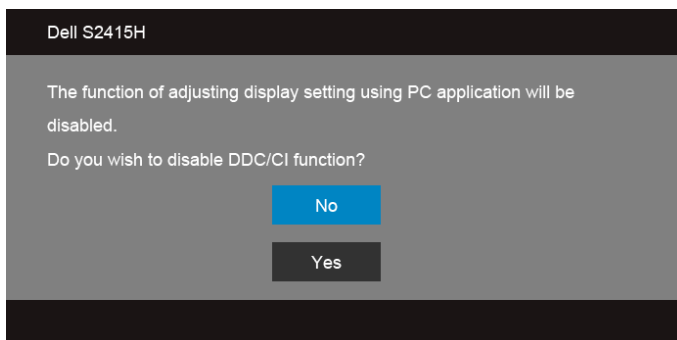 Dell S2415H
The function of adjusting display setting using PC application will be
disabled.
Do you wish to disable DDC/CI function?
No
Yes